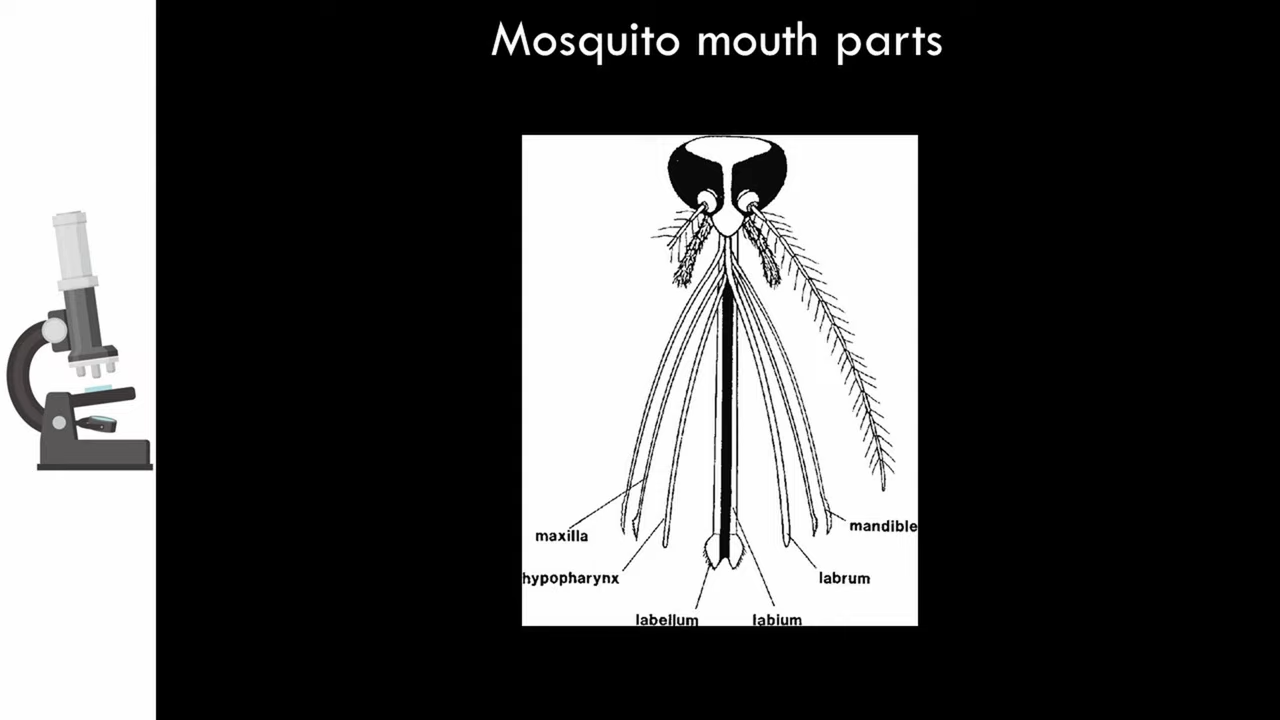 Mosquito mouth parts
maxilla
mandible
hypopharynx
labrum
labellum
labium